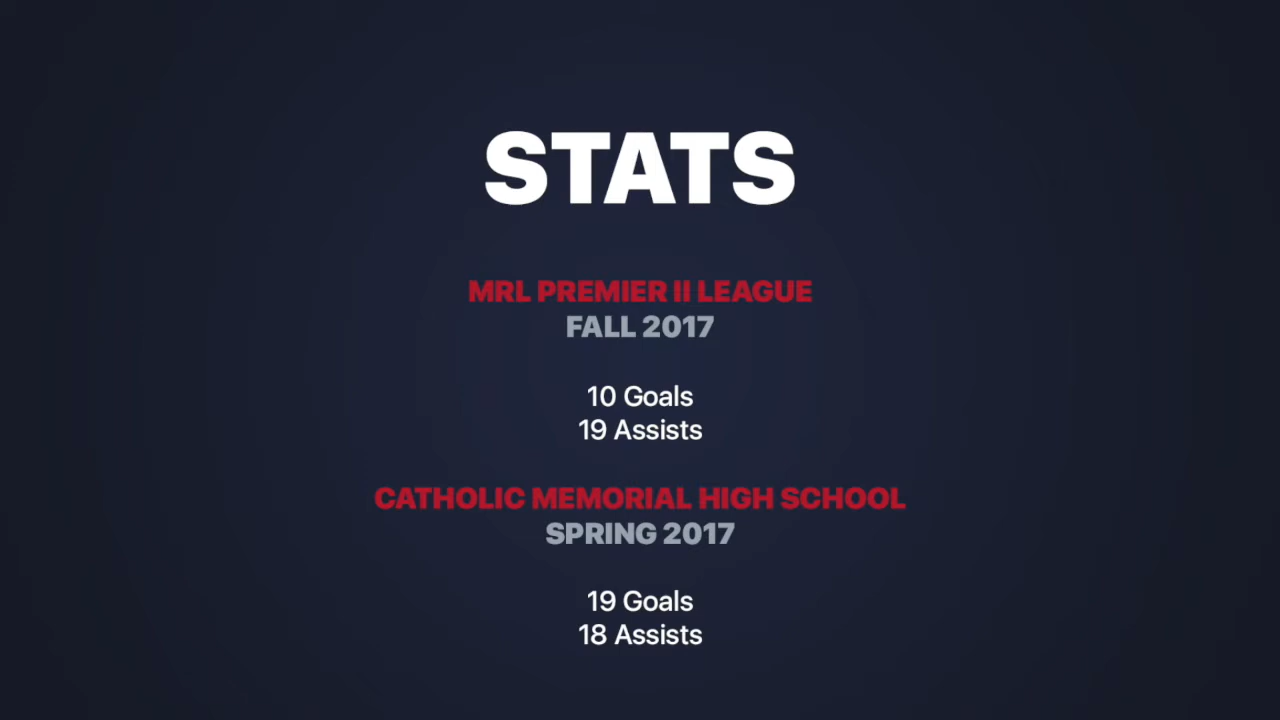 STATS
MRL PREMIER II LEAGUE
FALL 2017
10 Goals
19 Assists
CATHOLIC MEMORIAL HIGH SCHOOL
SPRING 2017
19 Goals
18 Assists